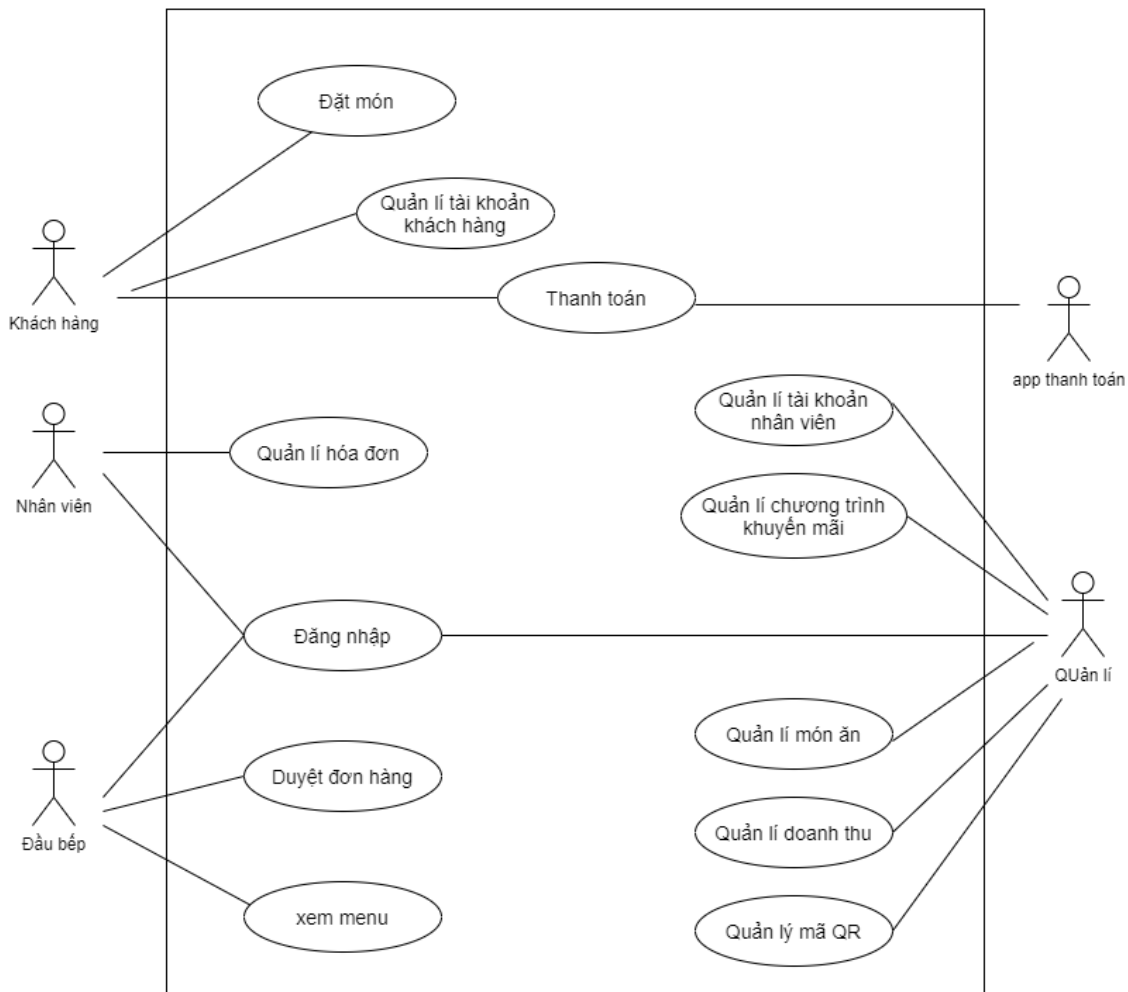 Đặt món
Quản lí tài khoản
khách hàng
Khách hàng
Thanh toán
app thanh toán
Quản lí tài khoản
nhân viên
Nhân viên
Quản lí hóa đơn
Quản lí chương trình
khuyến mãi
Đăng nhập
QUản lí
Quản lí món ăn
Duyệt đơn hàng
Đầu bếp
Quản lí doanh thu
xem menu
Quản lý mã QR